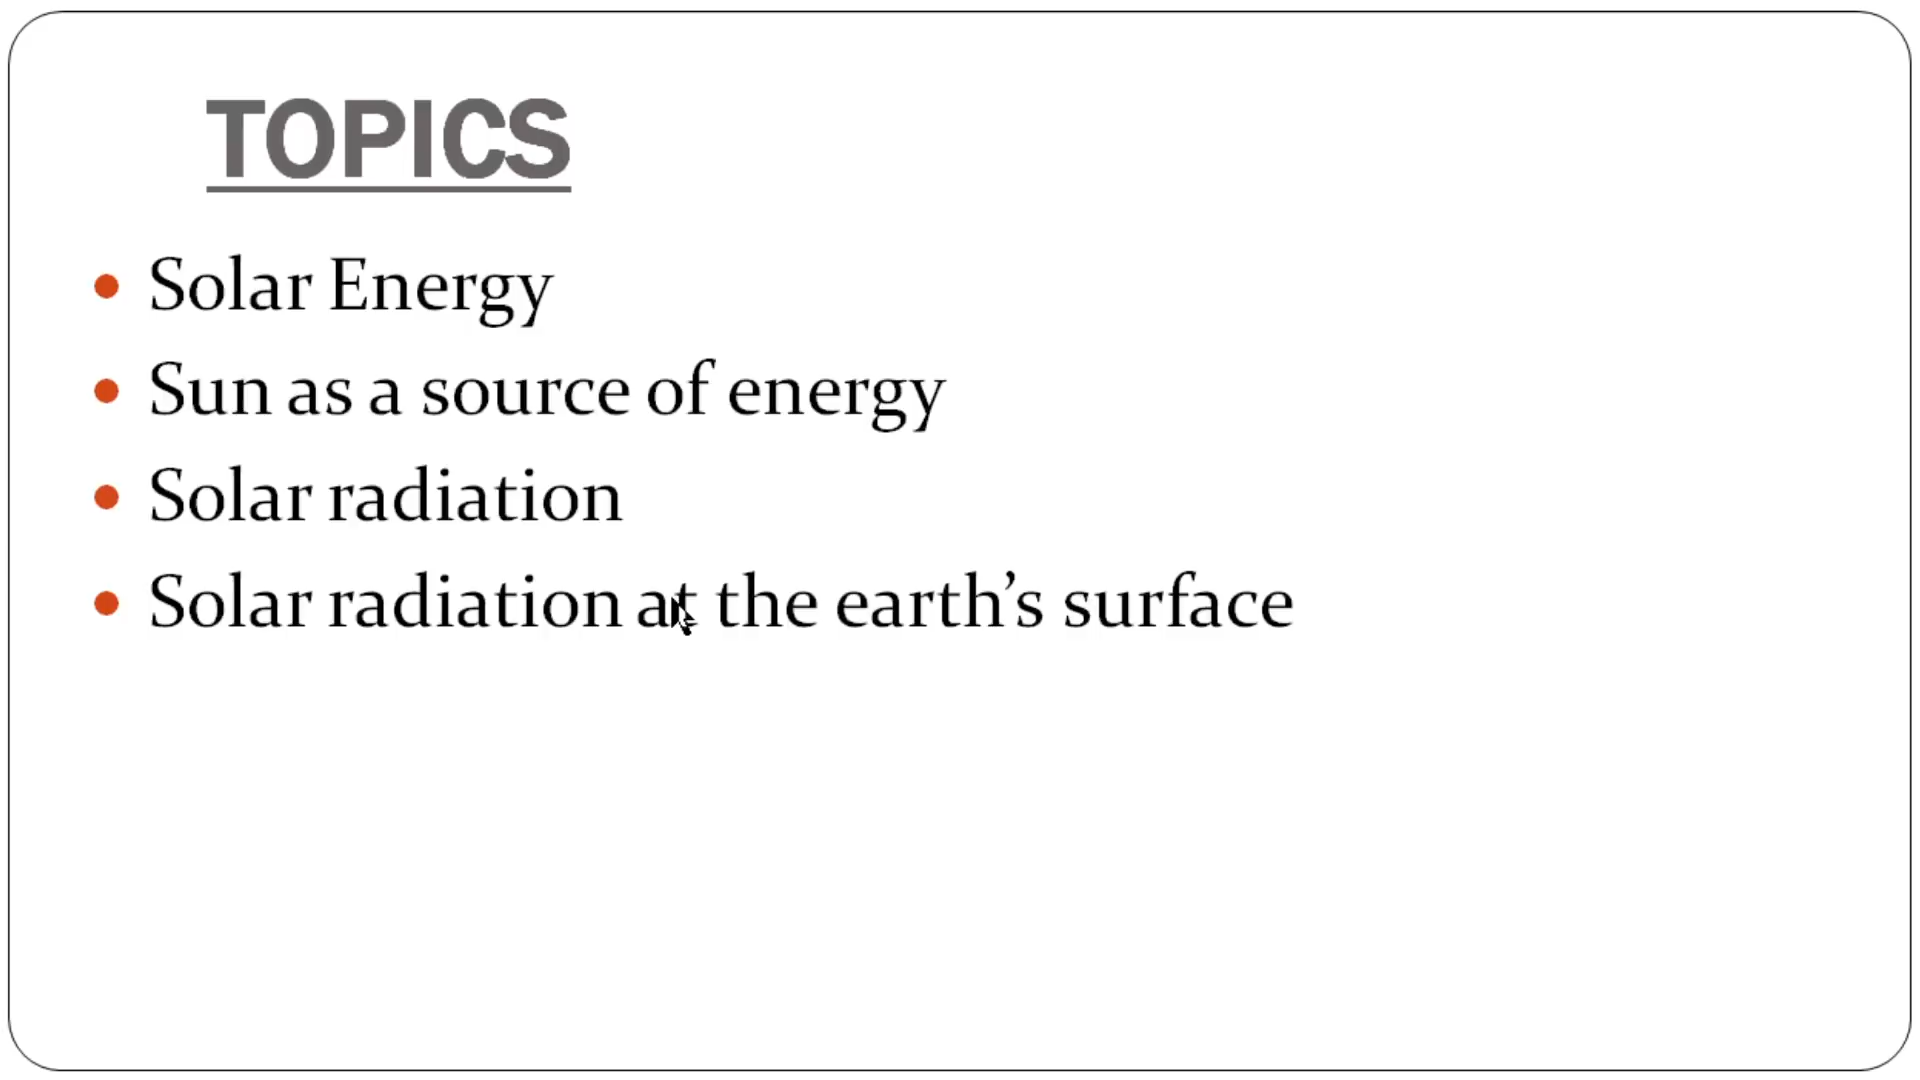 TOPICS
Solar Energy
Sun as a source of energy
Solar radiation
Solar radiation at the earth’s surface